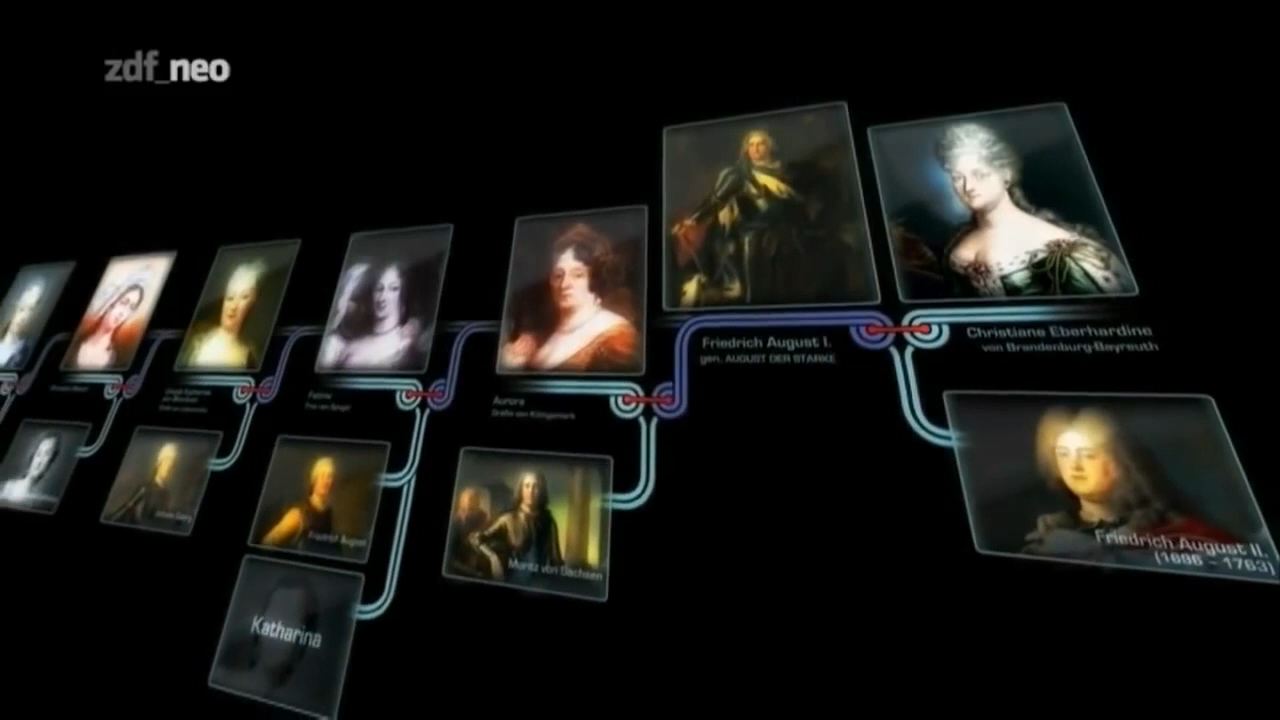 zdf_neo
Friedrich August I.
gen. AUGUST DER STARKE
Christiane Eberhardine
von Brandenburg-Bayreuth
Aurora
Gräfin von Königsmarck
Fatima
Friedrich August
Moritz von Sachsen
Katharina
Friedrich August II.
(1696 - 1763)